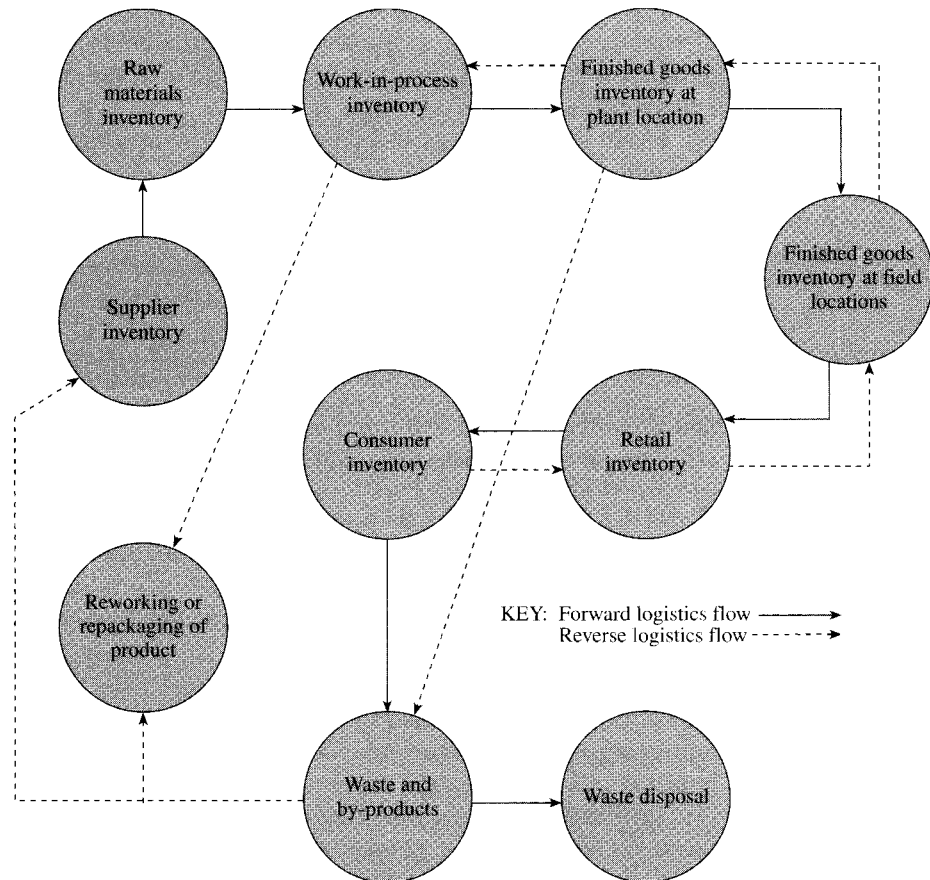 Raw
materials
inventory
Work-in-process
inventory
Finished goods
inventory at
plant location
Finished goods
inventory at field
locations
Supplier
inventory
Consumer
inventory
Retail
inventory
Reworking or
repackaging of
product
KEY: Forward logistics flow
Reverse logistics flow
Waste and
by-products
Waste disposal